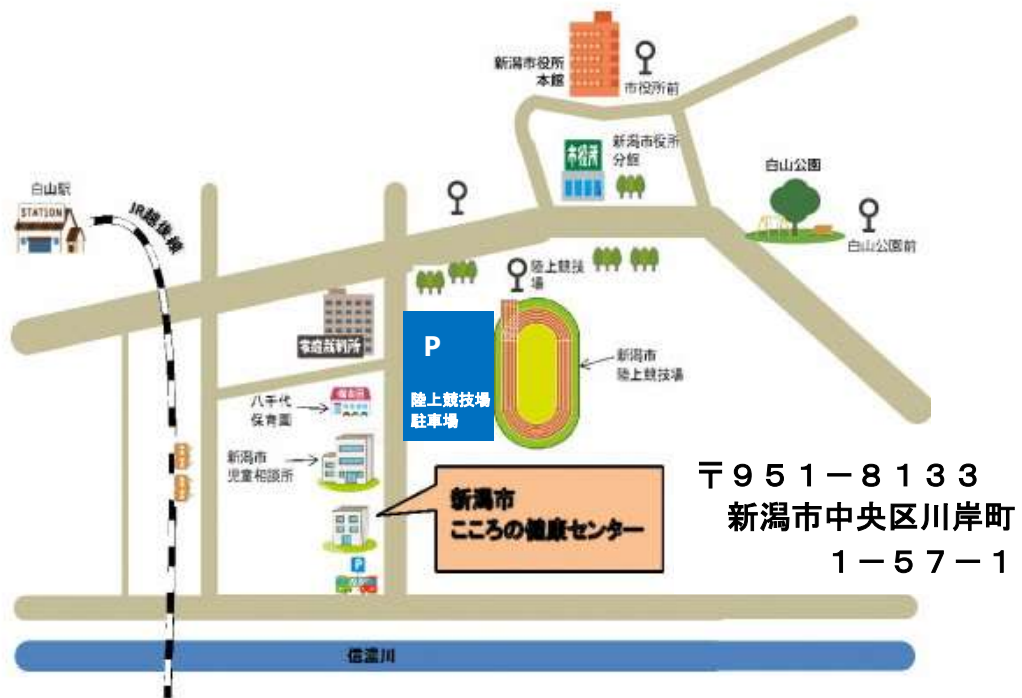 新潟市役所
本館
市役所前
市役所
新潟市役所
分館
白山公園
白山公園前
白山駅
STATION
JR越後線
陸上競技
場
家庭裁判所
P
陸上競技場
駐車場
新潟市
陸上競技場
八千代
保育園
新潟市
児童相談所
新潟市
こころの健康センター
P
〒951－8133
新潟市中央区川岸町
1－57－1
信濃川